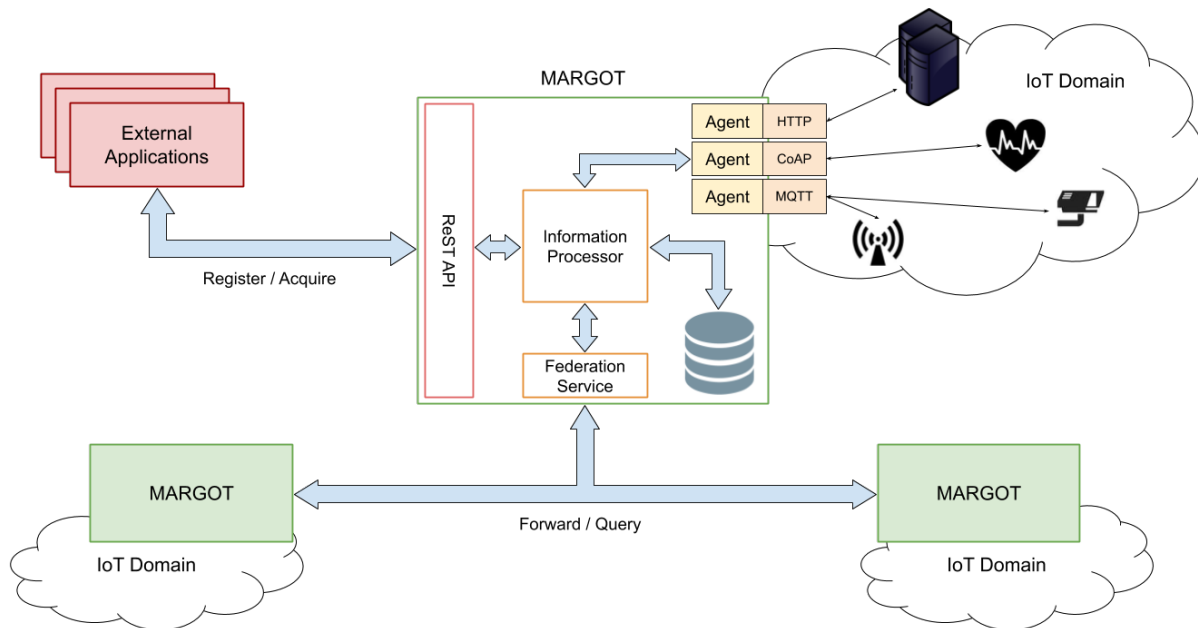 MARGOT
IoT Domain
External
Applications
Agent
HTTP
Agent
CoAP
Agent
MQTT
ReST API
Information
Processor
Register / Acquire
Federation
Service
MARGOT
IoT Domain
Forward / Query
MARGOT
IoT Domain